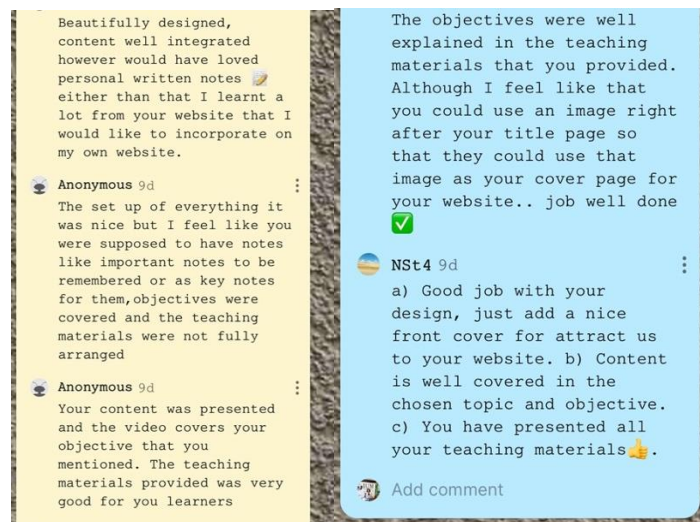 Beautifully designed,
content well integrated
however would have loved
personal written notes 📝
either than that I learnt a
lot from your website that I
would like to incorporate on
my own website.
Anonymous 9d
The set up of everything it
was nice but I feel like you
were supposed to have notes
like important notes to be
remembered or as key notes
for them,objectives were
covered and the teaching
materials were not fully
arranged
Anonymous 9d
Your content was presented
and the video covers your
objective that you
mentioned. The teaching
materials provided was very
good for you learners
The objectives were well
explained in the teaching
materials that you provided.
Although I feel like that
you could use an image right
after your title page so
that they could use that
image as your cover page for
your website.. job well done
✅
NSt4 9d
a) Good job with your
design, just add a nice
front cover for attract us
to your website. b) Content
is well covered in the
chosen topic and objective.
c) You have presented all
your teaching materials👍.
Add comment